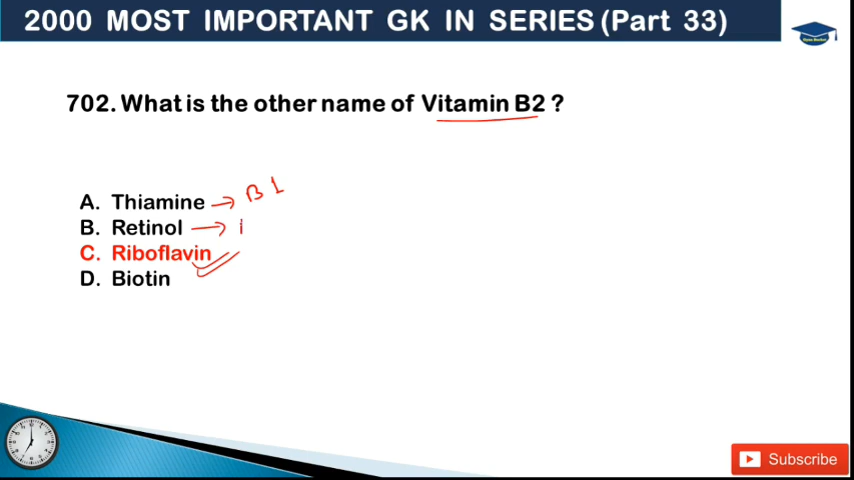 2000 MOST IMPORTANT GK IN SERIES (Part 33)
702. What is the other name of Vitamin B2 ?
A. Thiamine → B1
B. Retinol →
C. Riboflavin
D. Biotin
Subscribe